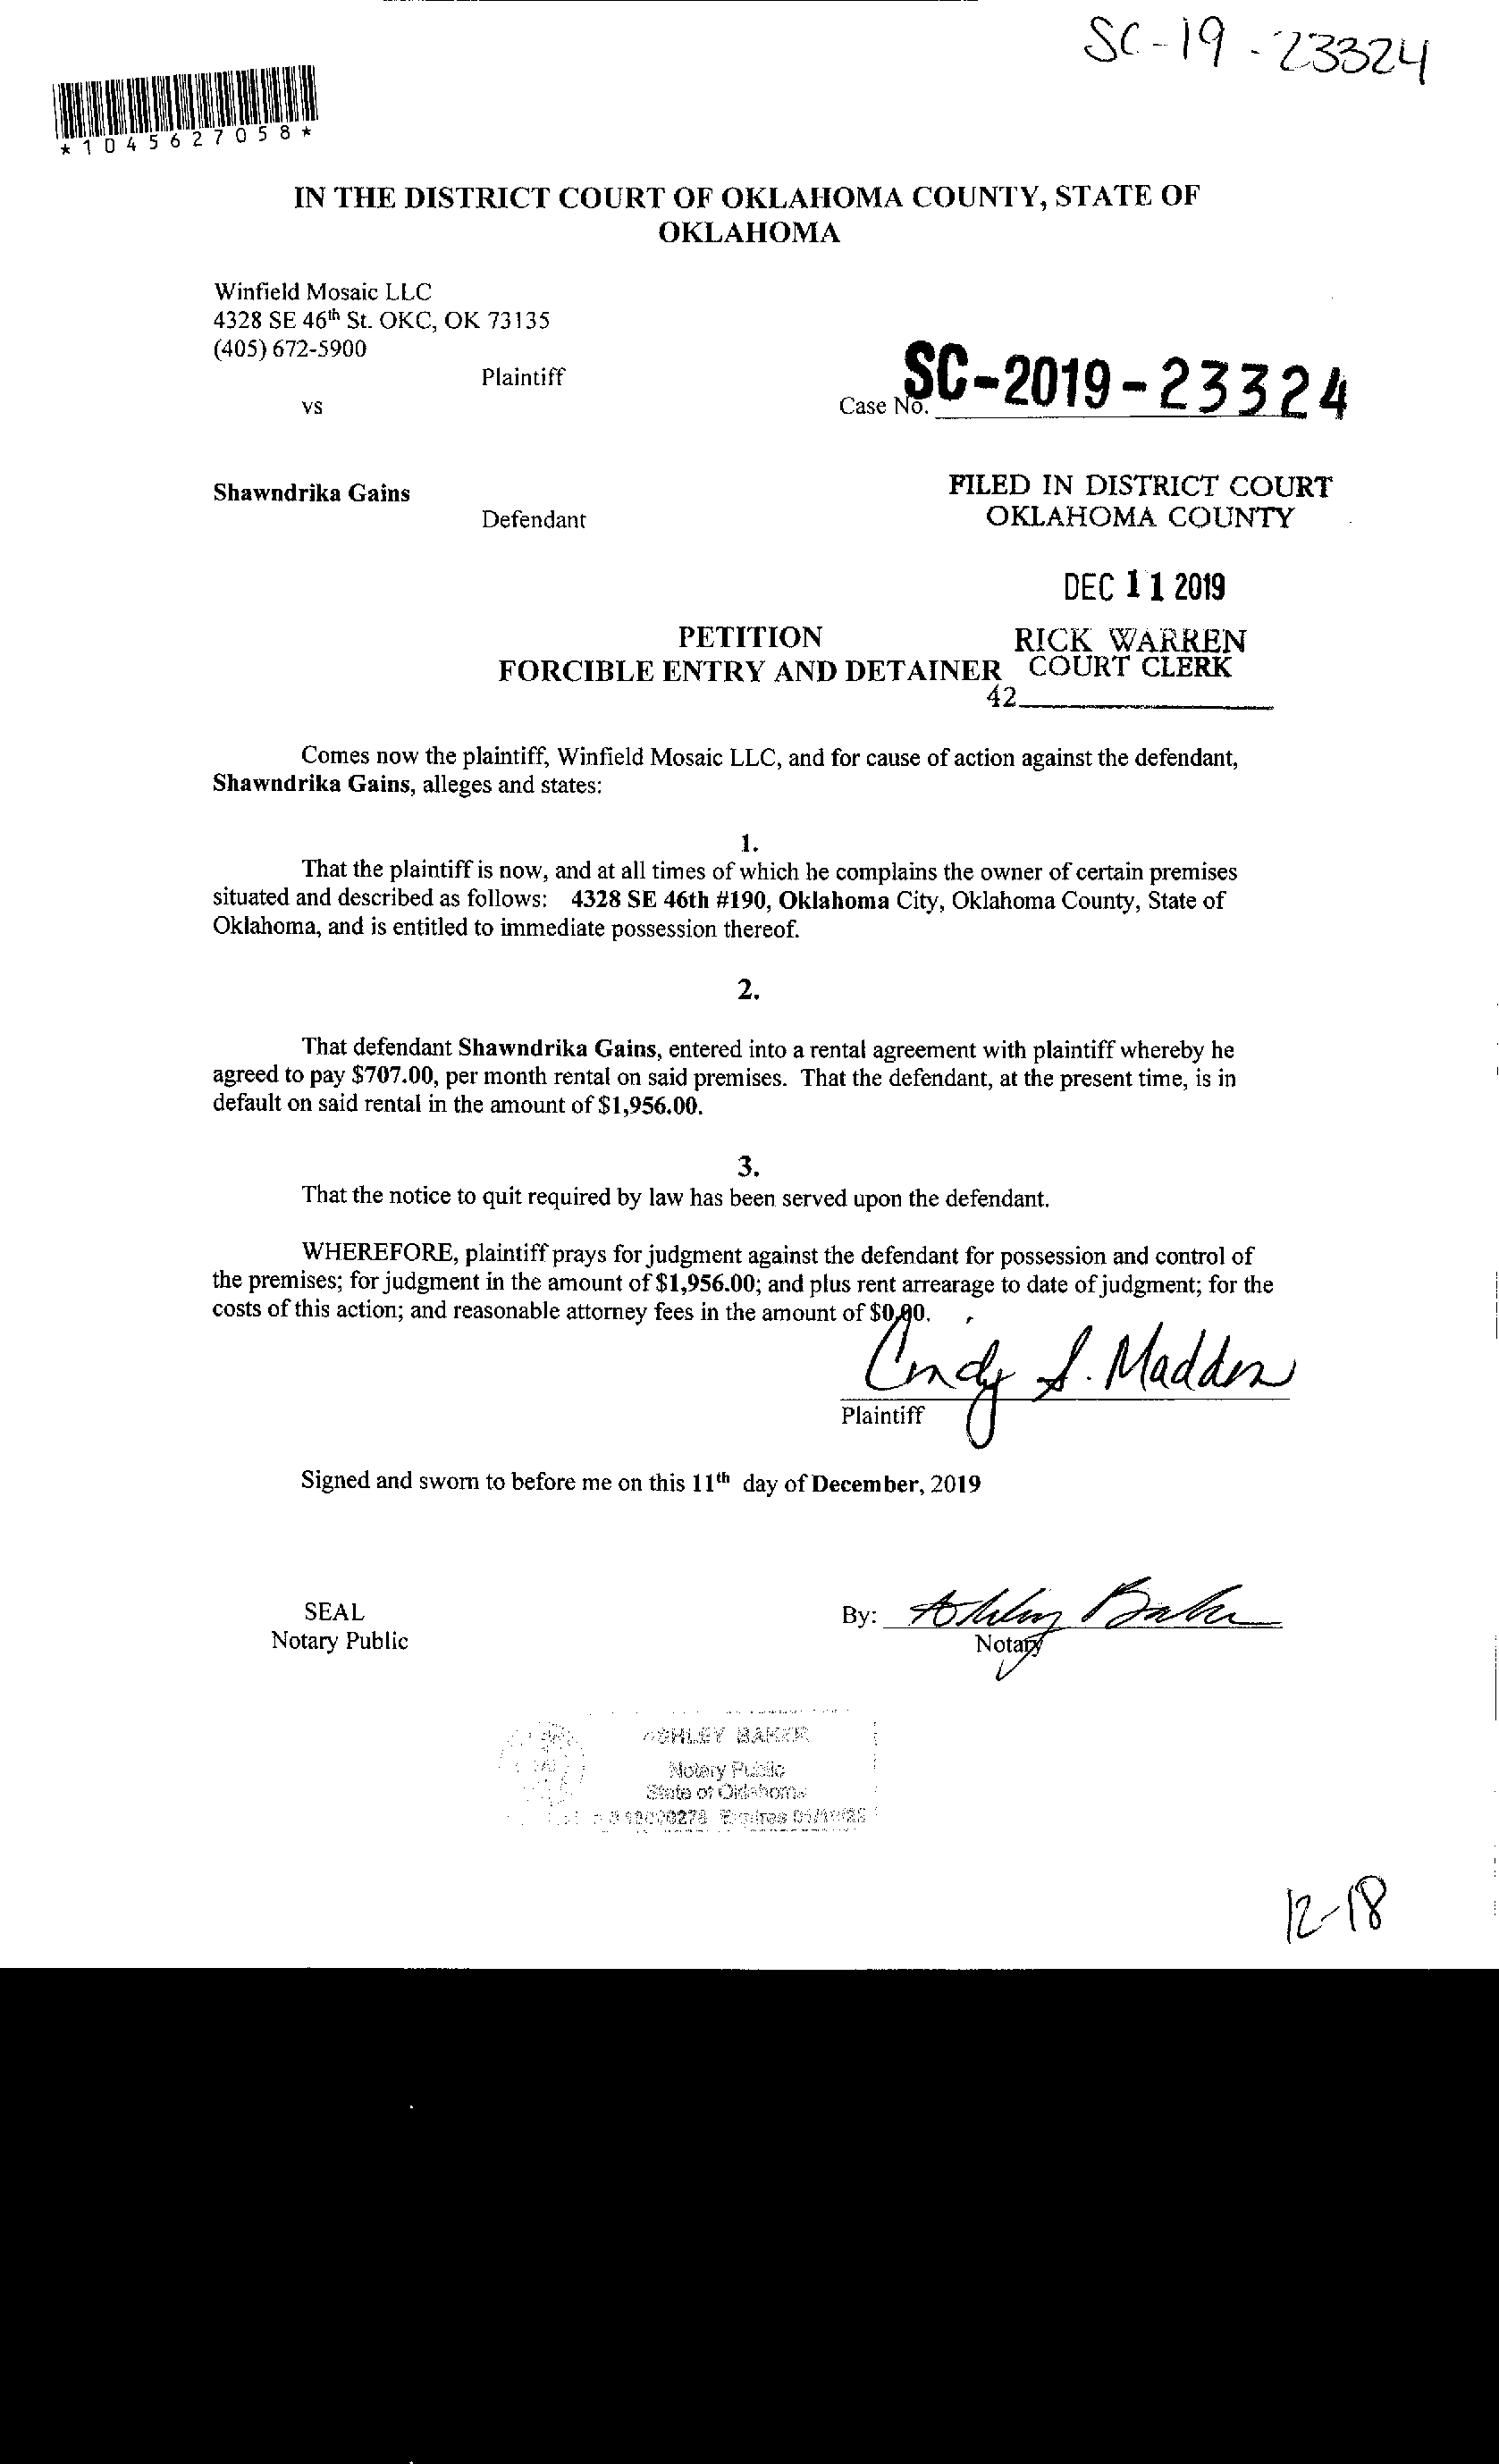 SC-19-23324
*1045627058*
IN THE DISTRICT COURT OF OKLAHOMA COUNTY, STATE OF
OKLAHOMA
Winfield Mosaic LLC
4328 SE 46th St. OKC, OK 73135
(405) 672-5900
Plaintiff
vs
Case No. SC-2019-23324
Shawndrika Gains
Defendant
FILED IN DISTRICT COURT
OKLAHOMA COUNTY
DEC 11 2019
PETITION
FORCIBLE ENTRY AND DETAINER
RICK WARREN
COURT CLERK
42
Comes now the plaintiff, Winfield Mosaic LLC, and for cause of action against the defendant,
Shawndrika Gains, alleges and states:
1.
That the plaintiff is now, and at all times of which he complains the owner of certain premises
situated and described as follows: 4328 SE 46th #190, Oklahoma City, Oklahoma County, State of
Oklahoma, and is entitled to immediate possession thereof.
2.
That defendant Shawndrika Gains, entered into a rental agreement with plaintiff whereby he
agreed to pay $707.00, per month rental on said premises. That the defendant, at the present time, is in
default on said rental in the amount of $1,956.00.
3.
That the notice to quit required by law has been served upon the defendant.
WHEREFORE, plaintiff prays for judgment against the defendant for possession and control of
the premises; for judgment in the amount of $1,956.00; and plus rent arrearage to date of judgment; for the
costs of this action; and reasonable attorney fees in the amount of $0.00.
Cindy S. Madden
Plaintiff
Signed and sworn to before me on this 11th day of December, 2019
SEAL
Notary Public
By: Ashley Baker
Notary
ASHLEY BAKER
Notary Public
State of Oklahoma
Expires
12-18